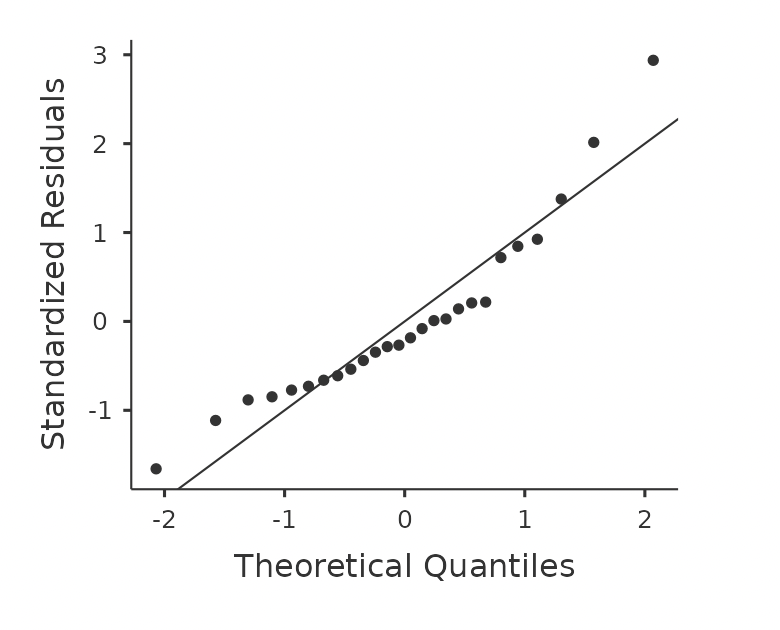 Standardized Residuals
3
2
1
0
-1
-2 -1 0 1 2
Theoretical Quantiles